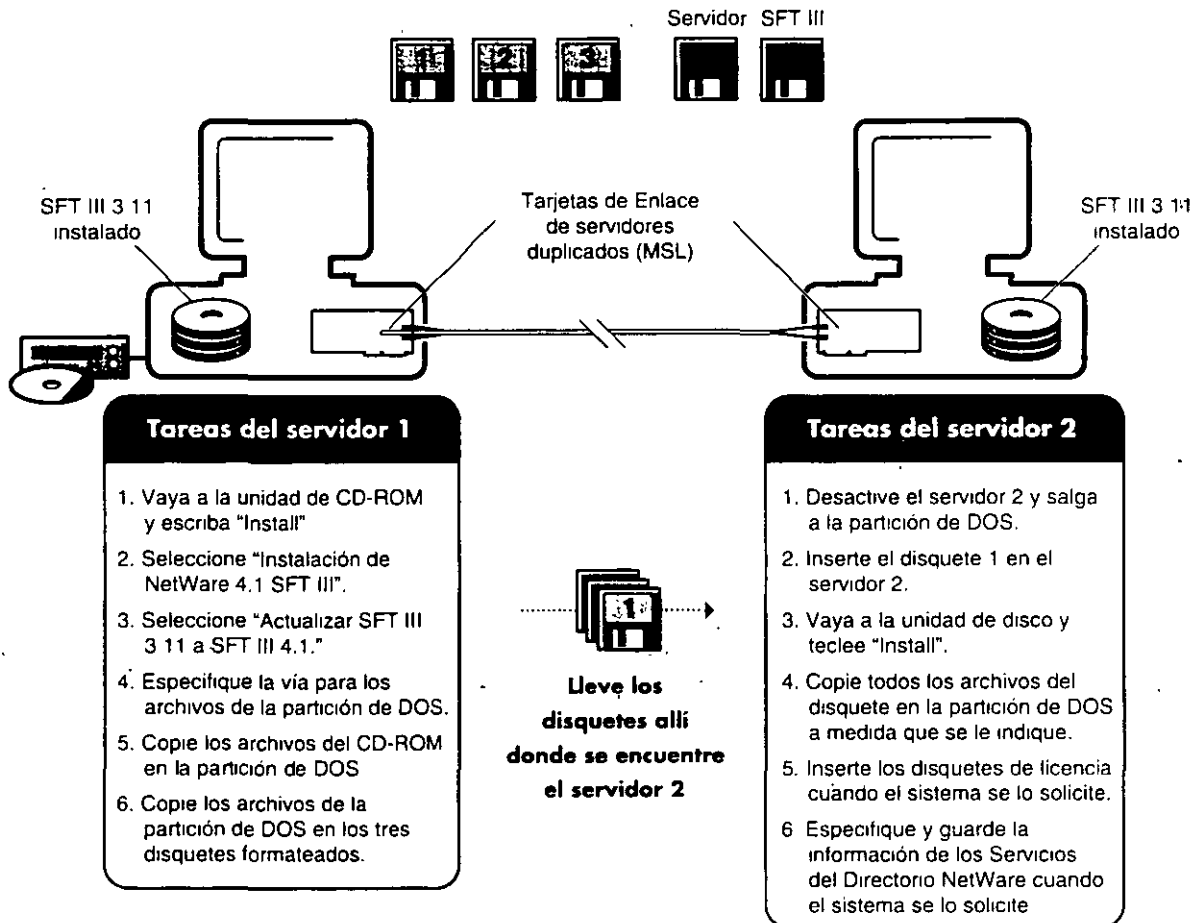 Servidor SFT III
1
2
3
SFT III 3 11
instalado
Tarjetas de Enlace
de servidores
duplicados (MSL)
SFT III 3 11
instalado
Tareas del servidor 1
1. Vaya a la unidad de CD-ROM
y escriba "Install"
2. Seleccione "Instalación de
NetWare 4.1 SFT III".
3. Seleccione "Actualizar SFT III
3 11 a SFT III 4.1."
4. Especifique la vía para los
archivos de la partición de DOS.
5. Copie los archivos del CD-ROM
en la partición de DOS
6. Copie los archivos de la
partición de DOS en los tres
disquetes formateados.
1
Lleve los
disquetes allí
donde se encuentre
el servidor 2
Tareas del servidor 2
1. Desactive el servidor 2 y salga
a la partición de DOS.
2. Inserte el disquete 1 en el
servidor 2.
3. Vaya a la unidad de disco y
teclee "Install".
4. Copie todos los archivos del
disquete en la partición de DOS
a medida que se le indique.
5. Inserte los disquetes de licencia
cuando el sistema se lo solicite.
6 Especifique y guarde la
información de los Servicios
del Directorio NetWare cuando
el sistema se lo solicite